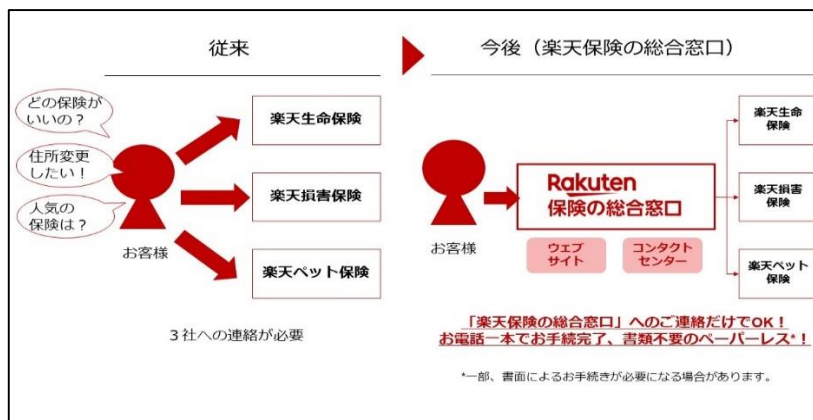 従来
どの保険が
いいの？
住所変更
したい！
人気の
保険は？
お客様
楽天生命保険
楽天損害保険
楽天ペット保険
３社への連絡が必要
今後（楽天保険の総合窓口）
お客様
Rakuten
保険の総合窓口
ウェブ
サイト
コンタクト
センター
楽天生命
保険
楽天損害
保険
楽天ペット
保険
「楽天保険の総合窓口」へのご連絡だけでOK！
お電話一本でお手続完了、書類不要のペーパーレス*！
*一部、書面によるお手続きが必要になる場合があります。